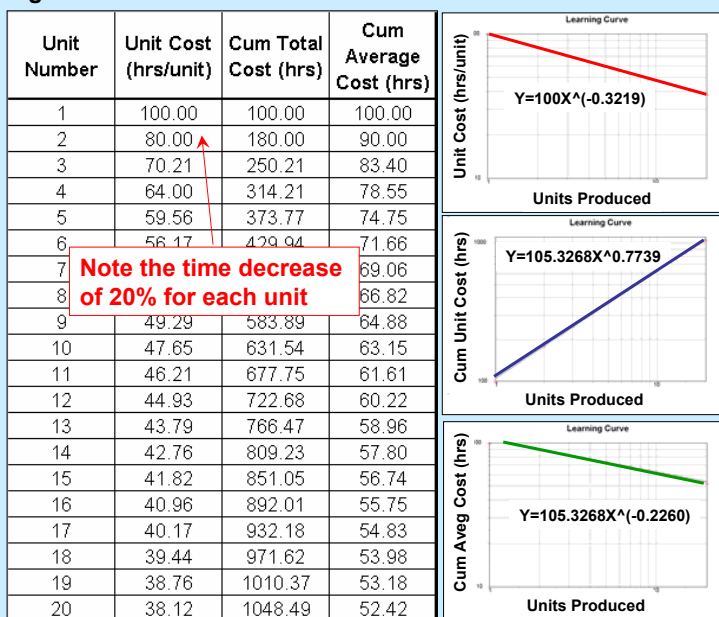 Unit Number | Unit Cost (hrs/unit) | Cum Total Cost (hrs) | Cum Average Cost (hrs)
1 | 100.00 | 100.00 | 100.00
2 | 80.00 | 180.00 | 90.00
3 | 70.21 | 250.21 | 83.40
4 | 64.00 | 314.21 | 78.55
5 | 59.56 | 373.77 | 74.75
6 | 56.17 | 429.94 | 71.66
7 | 69.06
8 | 66.82
Note the time decrease
of 20% for each unit
9 | 49.29 | 583.89 | 64.88
10 | 47.65 | 631.54 | 63.15
11 | 46.21 | 677.75 | 61.61
12 | 44.93 | 722.68 | 60.22
13 | 43.79 | 766.47 | 58.96
14 | 42.76 | 809.23 | 57.80
15 | 41.82 | 851.05 | 56.74
16 | 40.96 | 892.01 | 55.75
17 | 40.17 | 932.18 | 54.83
18 | 39.44 | 971.62 | 53.98
19 | 38.76 | 1010.37 | 53.18
20 | 38.12 | 1048.49 | 52.42
Learning Curve
Unit Cost (hrs/unit)
Y=100X^(-0.3219)
10
Units Produced
Learning Curve
1000
Cum Unit Cost (hrs)
Y=105.3268X^0.7739
100
10
Units Produced
Learning Curve
Cum Aveg Cost (hrs)
Y=105.3268X^(-0.2260)
10
Units Produced